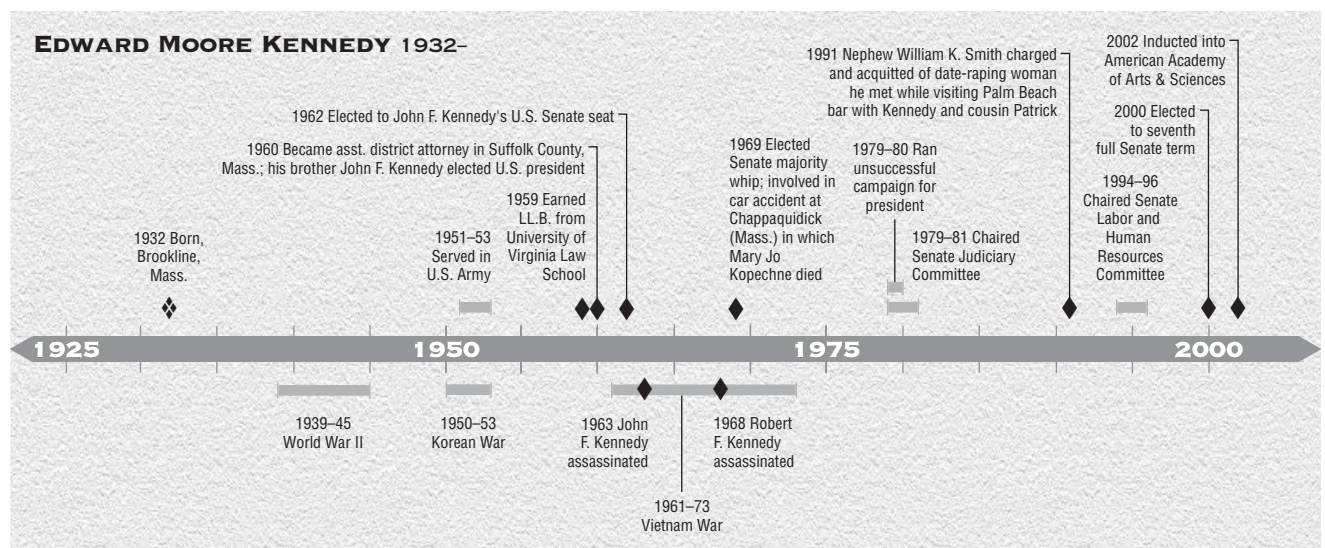 EDWARD MOORE KENNEDY 1932–
1932 Born,
Brookline,
Mass.
1951–53
Served in
U.S. Army
1959 Earned
LL.B. from
University of
Virginia Law
School
1960 Became asst. district attorney in Suffolk County,
Mass.; his brother John F. Kennedy elected U.S. president
1962 Elected to John F. Kennedy's U.S. Senate seat
1969 Elected
Senate majority
whip; involved in
car accident at
Chappaquidick
(Mass.) in which
Mary Jo
Kopechne died
1979–80 Ran
unsuccessful
campaign for
president
1979–81 Chaired
Senate Judiciary
Committee
1991 Nephew William K. Smith charged
and acquitted of date-raping woman
he met while visiting Palm Beach
bar with Kennedy and cousin Patrick
1994–96
Chaired Senate
Labor and
Human
Resources
Committee
2000 Elected
to seventh
full Senate term
2002 Inducted into
American Academy
of Arts & Sciences
1925 1950 1975 2000
1939–45
World War II
1950–53
Korean War
1963 John
F. Kennedy
assassinated
1968 Robert
F. Kennedy
assassinated
1961–73
Vietnam War